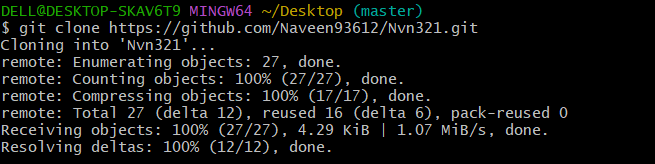 DELL@DESKTOP-SKAV6T9 MINGW64 ~/Desktop (master)
$ git clone https://github.com/Naveen93612/Nvn321.git
Cloning into 'Nvn321'...
remote: Enumerating objects: 27, done.
remote: Counting objects: 100% (27/27), done.
remote: Compressing objects: 100% (17/17), done.
remote: Total 27 (delta 12), reused 16 (delta 6), pack-reused 0
Receiving objects: 100% (27/27), 4.29 KiB | 1.07 MiB/s, done.
Resolving deltas: 100% (12/12), done.